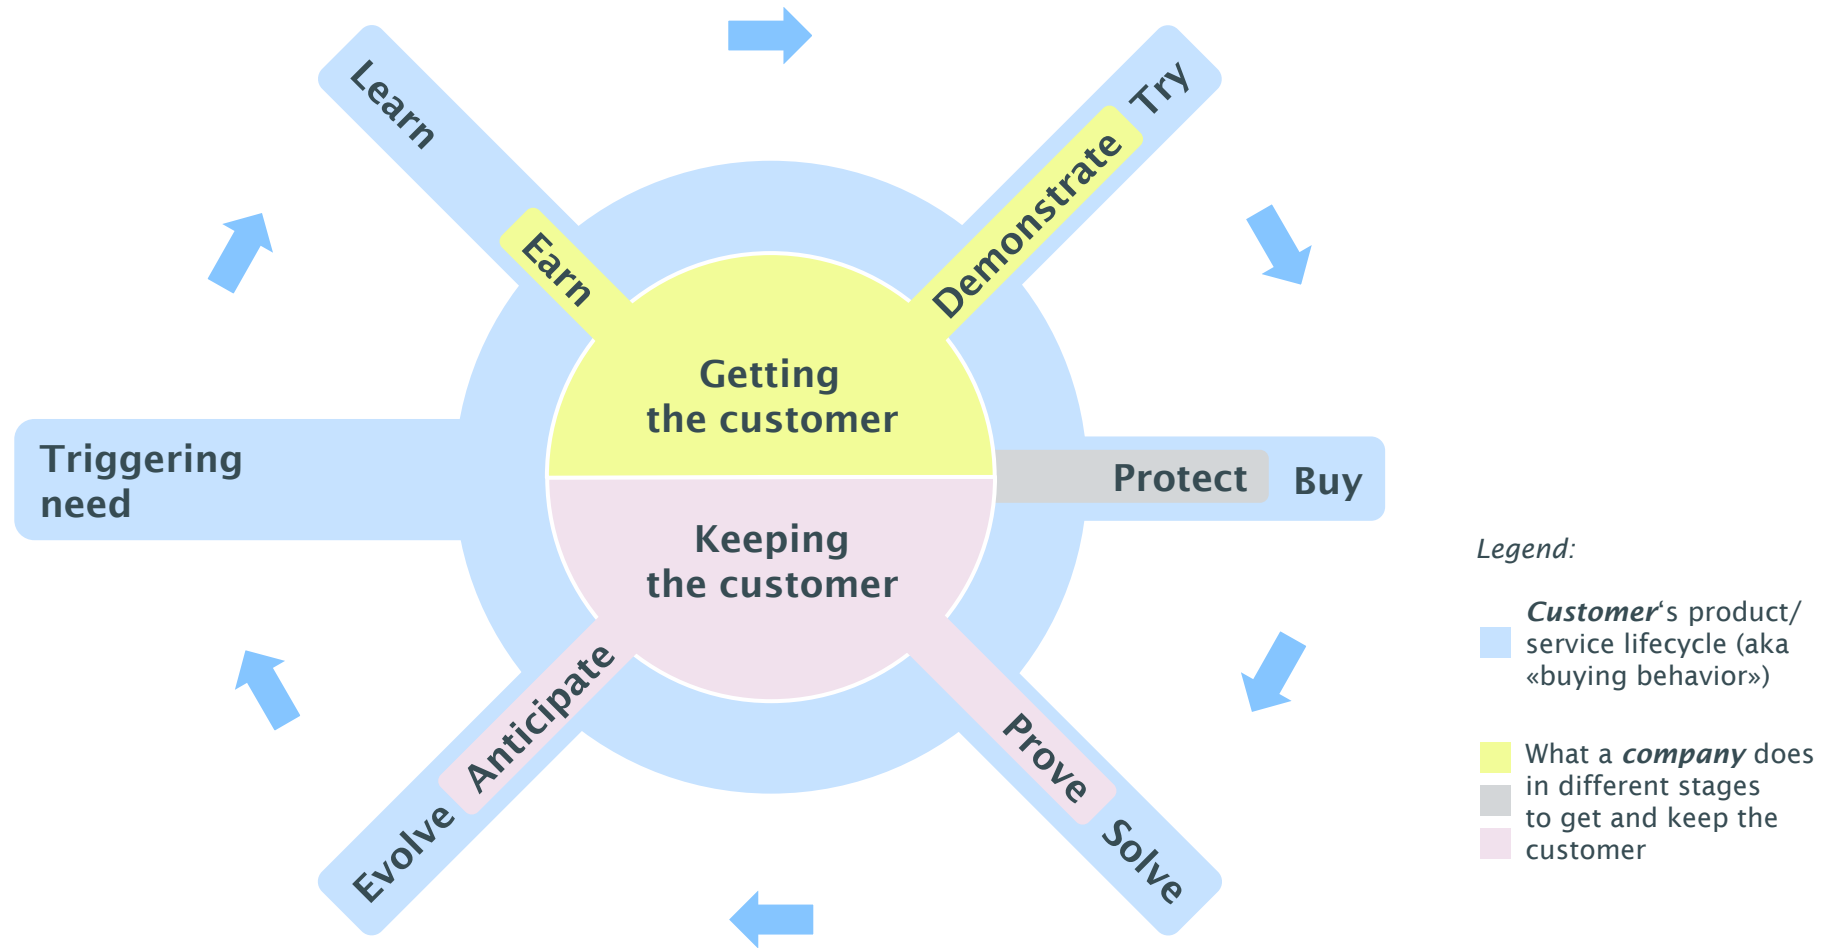 Learn
Earn
Try
Demonstrate
Getting
the customer
Triggering
need
Protect
Buy
Keeping
the customer
Anticipate
Evolve
Prove
Solve
Legend:
Customer‘s product/
service lifecycle (aka
«buying behavior»)
What a company does
in different stages
to get and keep the
customer